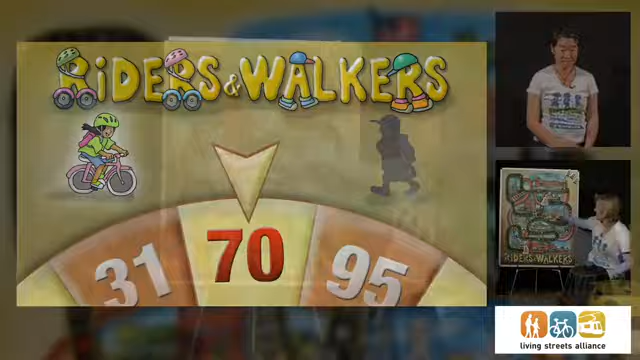 RiDERS & WALKERS
31 70 95
RIDERS & WALKERS
living streets alliance